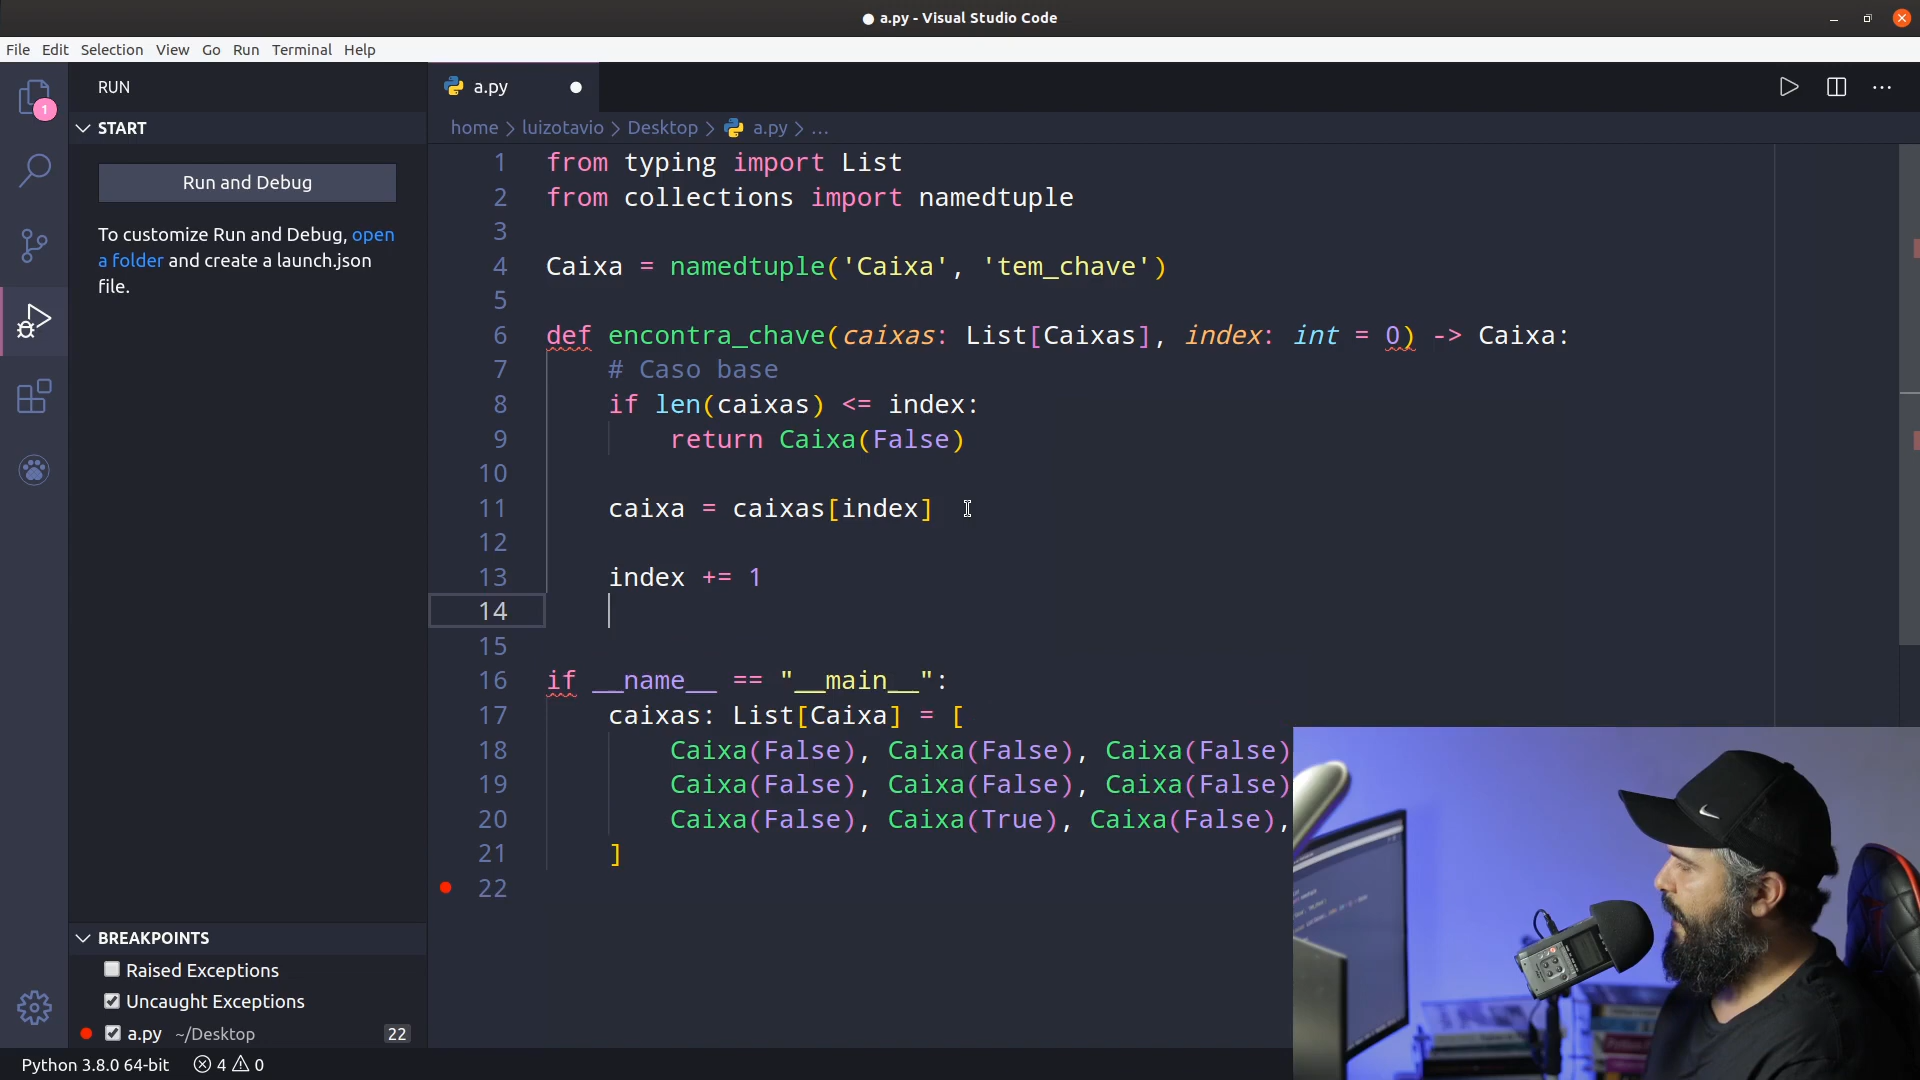 ● a.py - Visual Studio Code
File Edit Selection View Go Run Terminal Help
RUN
START
Run and Debug
To customize Run and Debug, open
a folder and create a launch.json
file.
BREAKPOINTS
Raised Exceptions
Uncaught Exceptions
a.py ~/Desktop 22
1
a.py
home > luizotavio > Desktop > a.py > ...
1 from typing import List
2 from collections import namedtuple
3
4 Caixa = namedtuple('Caixa', 'tem_chave')
5
6 def encontra_chave(caixas: List[Caixas], index: int = 0) -> Caixa:
7 # Caso base
8 if len(caixas) <= index:
9 return Caixa(False)
10
11 caixa = caixas[index]
12
13 index += 1
14
15
16 if __name__ == "__main__":
17 caixas: List[Caixa] = [
18 Caixa(False), Caixa(False), Caixa(False)
19 Caixa(False), Caixa(False), Caixa(False)
20 Caixa(False), Caixa(True), Caixa(False),
21 ]
22
Python 3.8.0 64-bit 4 0